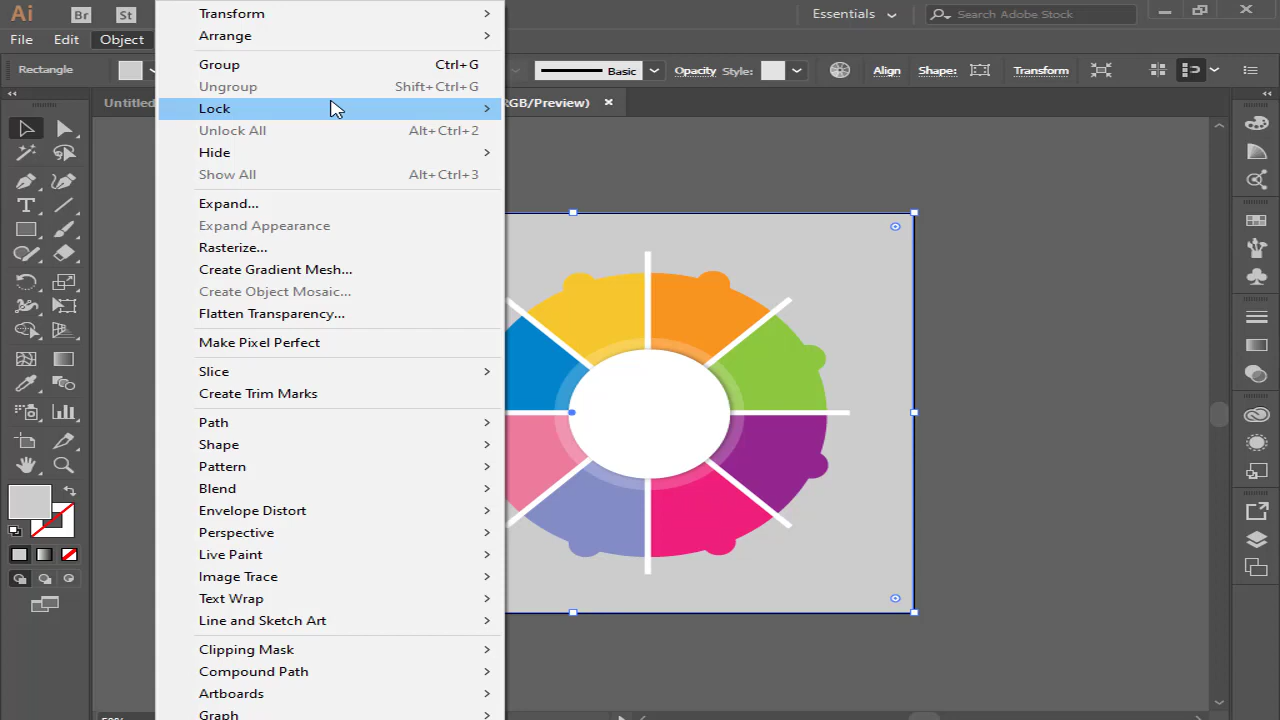 Ai Br St Essentials Search Adobe Stock
File Edit Object
Rectangle Basic Opacity Style: Align Shape: Transform
Untitled RGB/Preview) ×
Transform
Arrange
Group Ctrl+G
Ungroup Shift+Ctrl+G
Lock
Unlock All Alt+Ctrl+2
Hide
Show All Alt+Ctrl+3
Expand...
Expand Appearance
Rasterize...
Create Gradient Mesh...
Create Object Mosaic...
Flatten Transparency...
Make Pixel Perfect
Slice
Create Trim Marks
Path
Shape
Pattern
Blend
Envelope Distort
Perspective
Live Paint
Image Trace
Text Wrap
Line and Sketch Art
Clipping Mask
Compound Path
Artboards
Graph